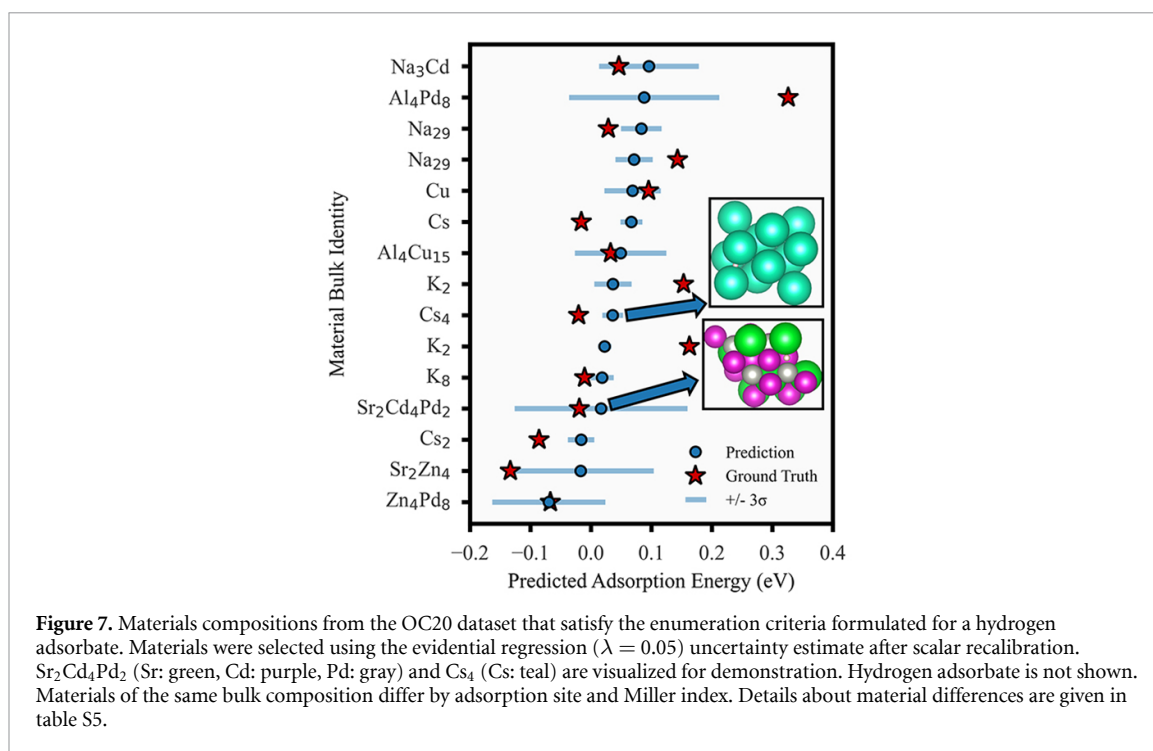 Na₃Cd
Al₄Pd₈
Na₂₉
Na₂₉
Cu
Cs
Al₄Cu₁₅
K₂
Cs₄
K₂
K₈
Sr₂Cd₄Pd₂
Cs₂
Sr₂Zn₄
Zn₄Pd₈
Material Bulk Identity
Prediction
Ground Truth
+/- 3σ
−0.2 −0.1 0.0 0.1 0.2 0.3 0.4
Predicted Adsorption Energy (eV)
Figure 7. Materials compositions from the OC20 dataset that satisfy the enumeration criteria formulated for a hydrogen
adsorbate. Materials were selected using the evidential regression (λ = 0.05) uncertainty estimate after scalar recalibration.
Sr₂Cd₄Pd₂ (Sr: green, Cd: purple, Pd: gray) and Cs₄ (Cs: teal) are visualized for demonstration. Hydrogen adsorbate is not shown.
Materials of the same bulk composition differ by adsorption site and Miller index. Details about material differences are given in
table S5.